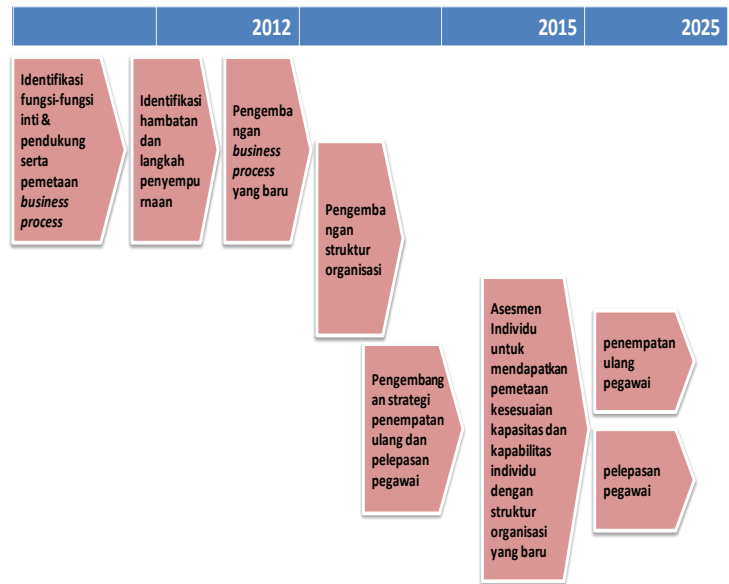 2012
2015
2025
Identifikasi
fungsi-fungsi
inti &
pendukung
serta
pemetaan
business
process
Identifikasi
hambatan
dan
langkah
penyempu
rnaan
Pengemba
ngan
business
process
yang baru
Pengemba
ngan
struktur
organisasi
Pengembang
an strategi
penempatan
ulang dan
pelepasan
pegawai
Asesmen
Individu
untuk
mendapatkan
pemetaan
kesesuaian
kapasitas dan
kapabilitas
individu
dengan
struktur
organisasi
yang baru
penempatan
ulang
pegawai
pelepasan
pegawai